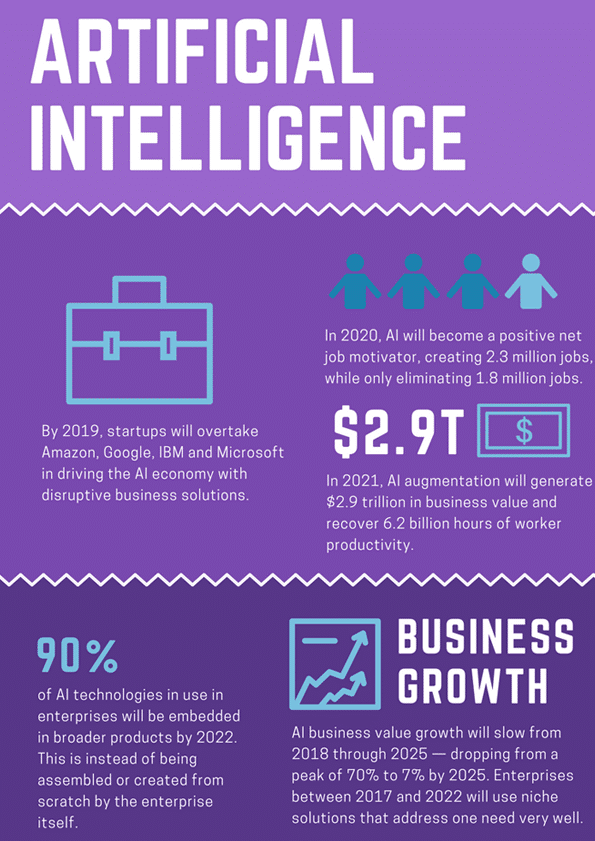 ARTIFICIAL
INTELLIGENCE
By 2019, startups will overtake
Amazon, Google, IBM and Microsoft
in driving the AI economy with
disruptive business solutions.
In 2020, AI will become a positive net
job motivator, creating 2.3 million jobs,
while only eliminating 1.8 million jobs.
$2.9T
$
In 2021, AI augmentation will generate
$2.9 trillion in business value and
recover 6.2 billion hours of worker
productivity.
90%
of AI technologies in use in
enterprises will be embedded
in broader products by 2022.
This is instead of being
assembled or created from
scratch by the enterprise
itself.
BUSINESS
GROWTH
AI business value growth will slow from
2018 through 2025 — dropping from a
peak of 70% to 7% by 2025. Enterprises
between 2017 and 2022 will use niche
solutions that address one need very well.